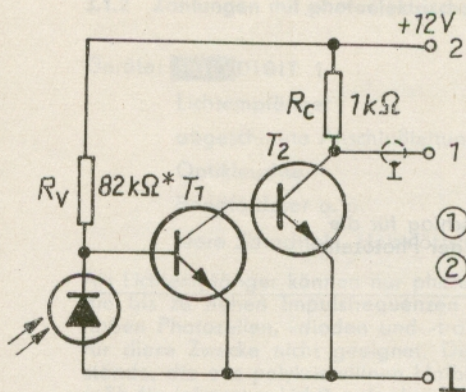 +12V
2
R_C 1kΩ
1
T_2
R_V 82kΩ* T_1
①
②